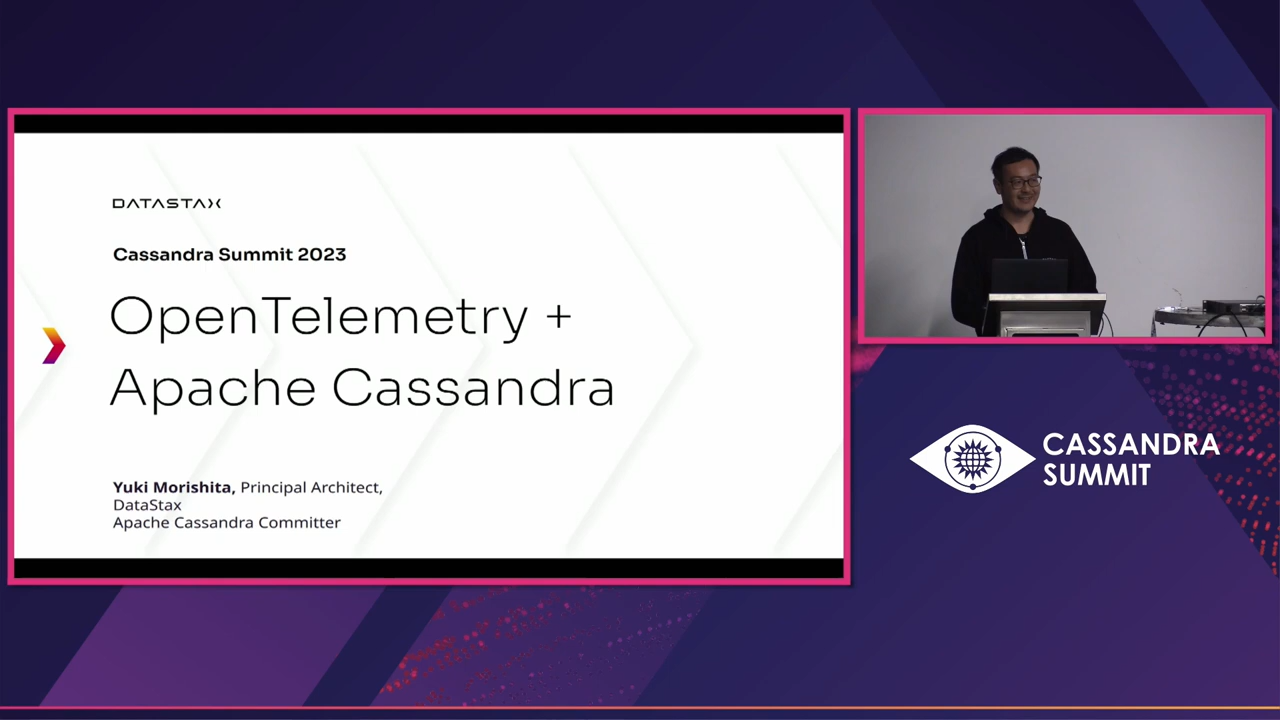 DATASTAX
Cassandra Summit 2023
OpenTelemetry +
Apache Cassandra
Yuki Morishita, Principal Architect,
DataStax
Apache Cassandra Committer
CASSANDRA
SUMMIT